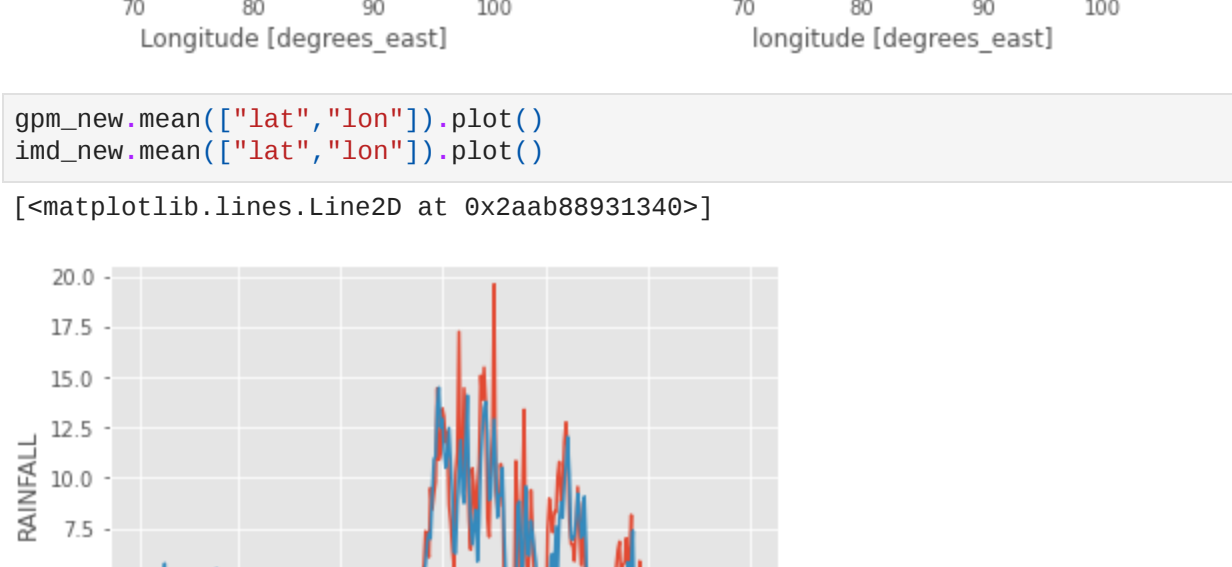 70 80 90 100 70 80 90 100
Longitude [degrees_east] longitude [degrees_east]
gpm_new.mean(["lat","lon"]).plot()
imd_new.mean(["lat","lon"]).plot()
[<matplotlib.lines.Line2D at 0x2aab88931340>]
20.0
17.5
15.0
12.5
10.0
7.5
RAINFALL